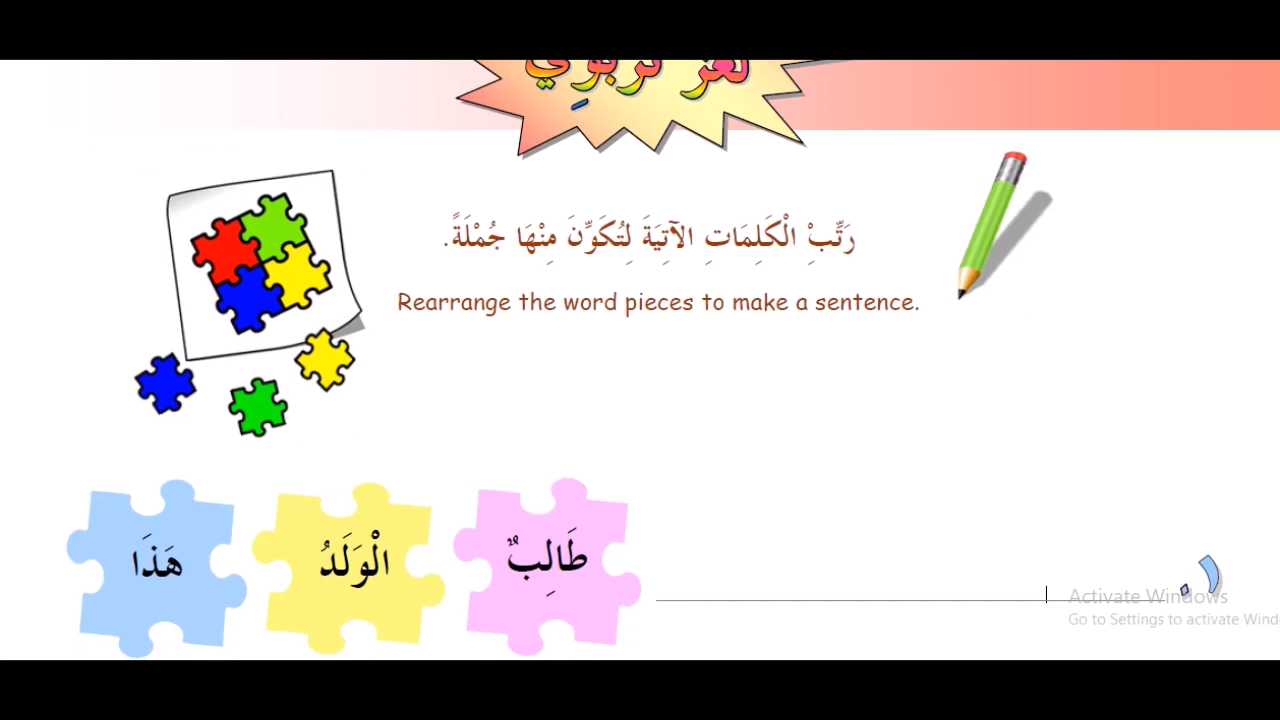 لُغْزٌ تَرْبَوِي
رَتِّبْ الْكَلِمَاتِ الآتِيَةَ لِتُكَوِّنَ مِنْهَا جُمْلَةً.
Rearrange the word pieces to make a sentence.
طَالِبٌ
الْوَلَدُ
هَذَا
١.
Activate Windows
Go to Settings to activate Wind